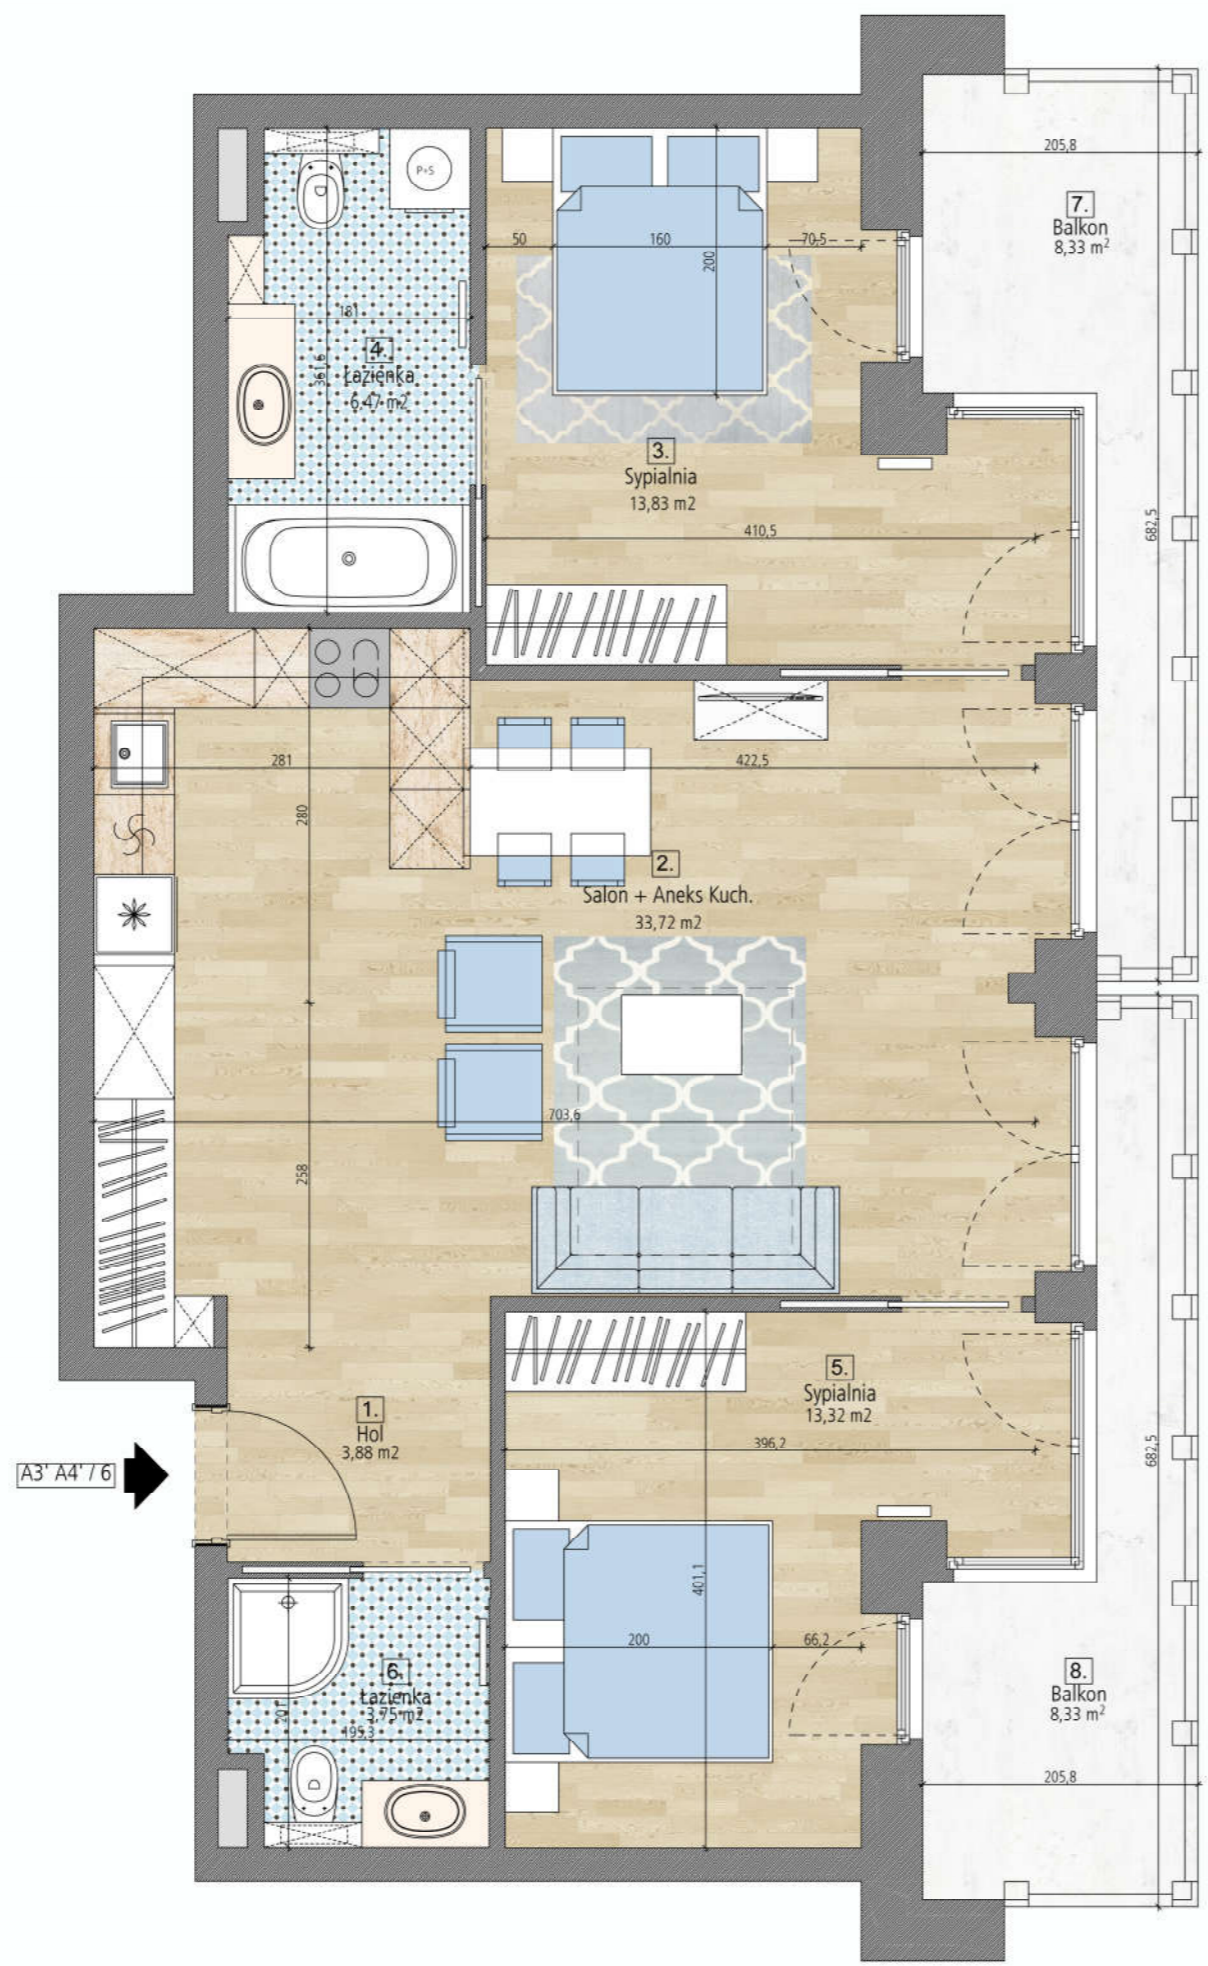 205,8
7.
Balkon
8,33 m²
P+S
50
160
70,5
200
181
361,6
4.
Łazienka
6,47 m2
3.
Sypialnia
13,83 m2
410,5
682,5
281
422,5
280
2.
Salon + Aneks Kuch.
33,72 m2
703,6
258
5.
Sypialnia
13,32 m2
1.
Hol
3,88 m2
396,2
A3' A4' / 6
682,5
401,1
200
66,2
6.
Łazienka
3,75 m2
201
195,3
8.
Balkon
8,33 m²
205,8